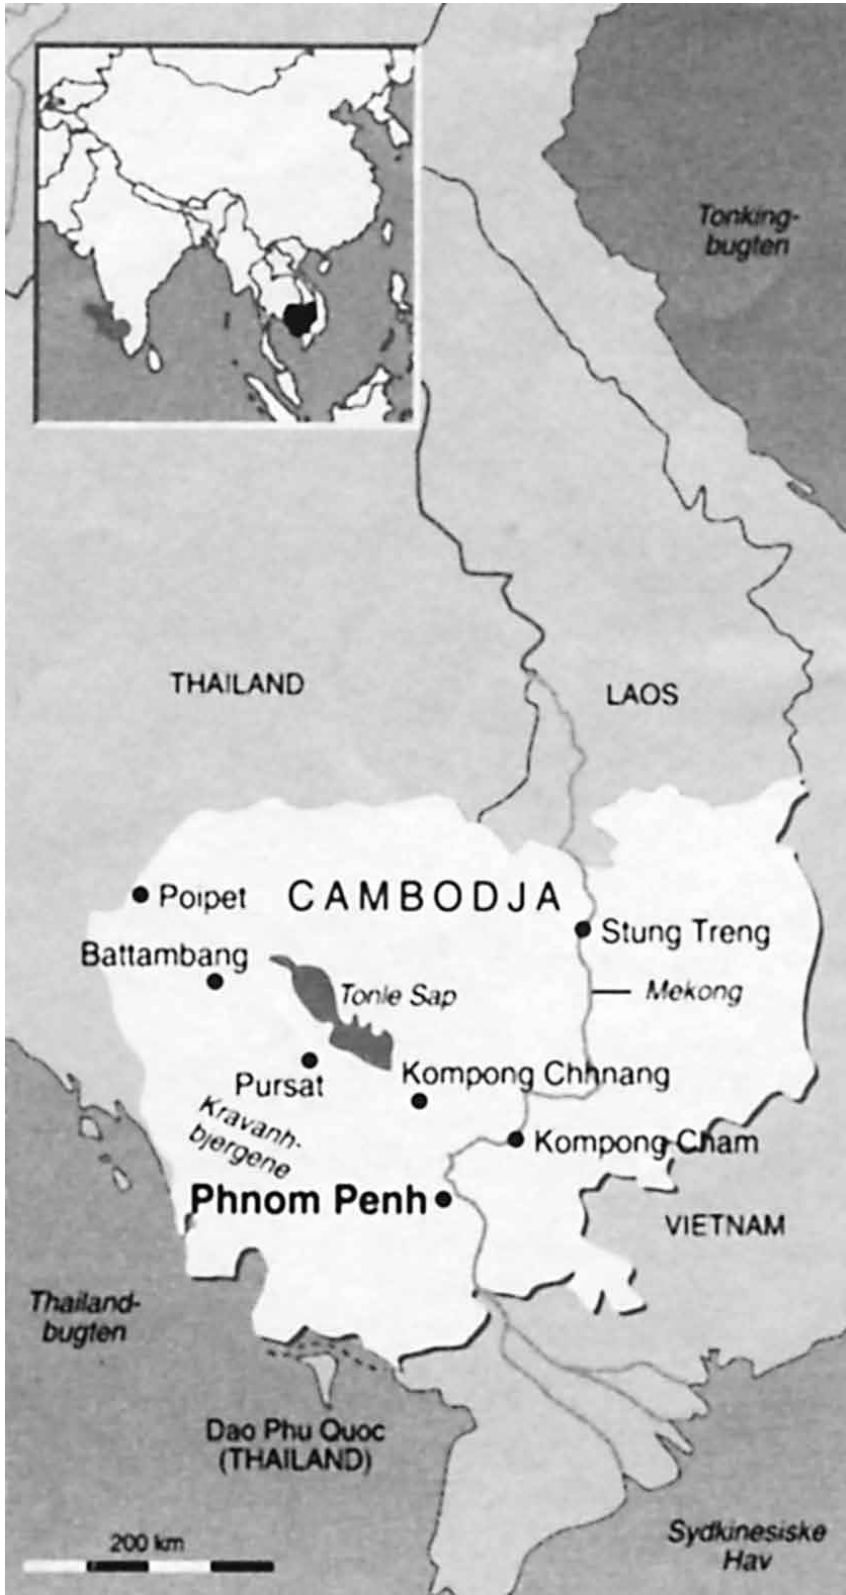 Tonking-
bugten
THAILAND
LAOS
CAMBODJA
Poipet
Stung Treng
Battambang
Tonle Sap
Mekong
Pursat
Kompong Chhnang
Kravanh-
bjergene
Kompong Cham
Phnom Penh
VIETNAM
Thailand-
bugten
Dao Phu Quoc
(THAILAND)
200 km
Sydkinesiske
Hav